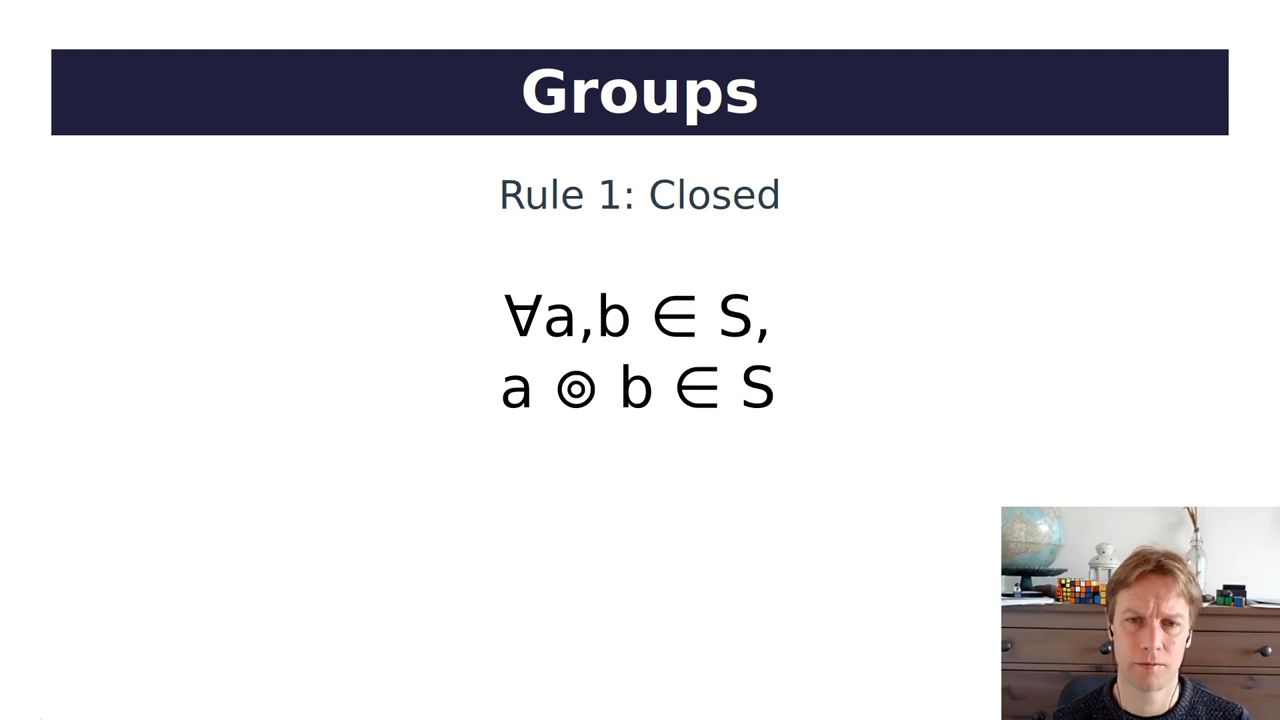 Groups
Rule 1: Closed
∀a,b ∈ S,
a ⊚ b ∈ S